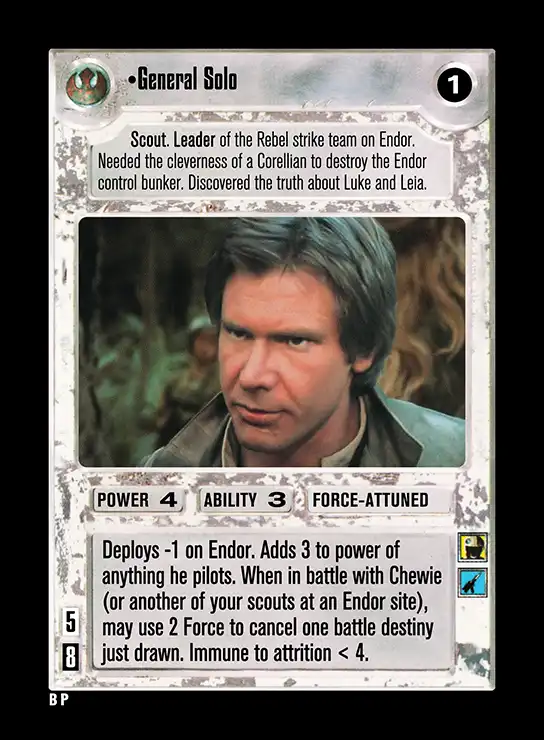 •General Solo
1
Scout. Leader of the Rebel strike team on Endor.
Needed the cleverness of a Corellian to destroy the Endor
control bunker. Discovered the truth about Luke and Leia.
POWER 4 ABILITY 3 FORCE-ATTUNED
Deploys -1 on Endor. Adds 3 to power of
anything he pilots. When in battle with Chewie
(or another of your scouts at an Endor site),
may use 2 Force to cancel one battle destiny
just drawn. Immune to attrition < 4.
5
8
B P